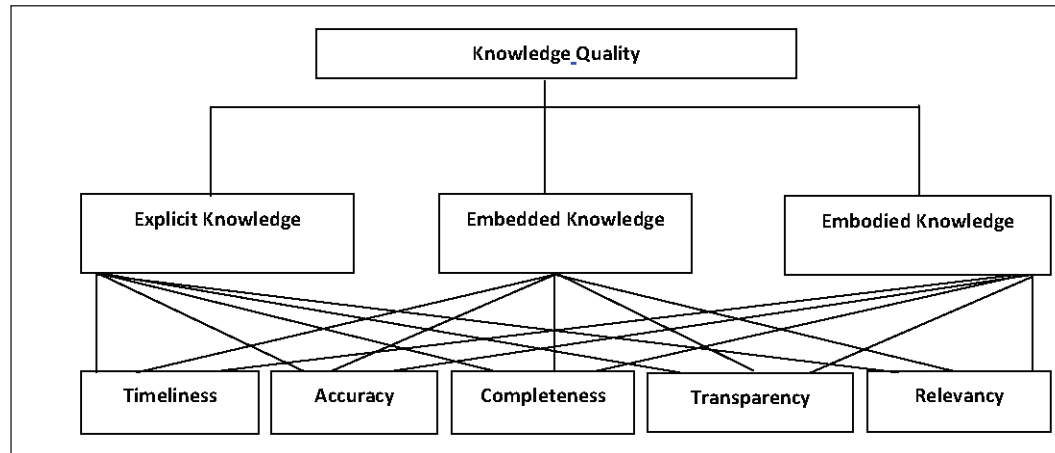 Knowledge Quality
Explicit Knowledge
Embedded Knowledge
Embodied Knowledge
Timeliness
Accuracy
Completeness
Transparency
Relevancy